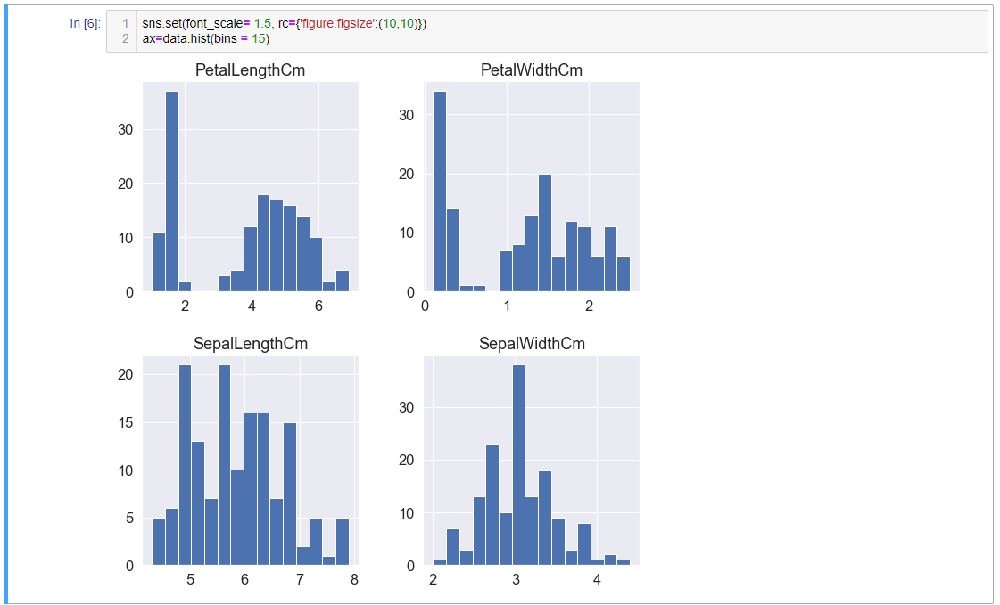 In [6]:
1 sns.set(font_scale= 1.5, rc={'figure.figsize':(10,10)})
2 ax=data.hist(bins = 15)
PetalLengthCm
30
20
10
0
2 4 6
PetalWidthCm
30
20
10
0
0 1 2
SepalLengthCm
20
15
10
5
0
5 6 7 8
SepalWidthCm
30
20
10
0
2 3 4